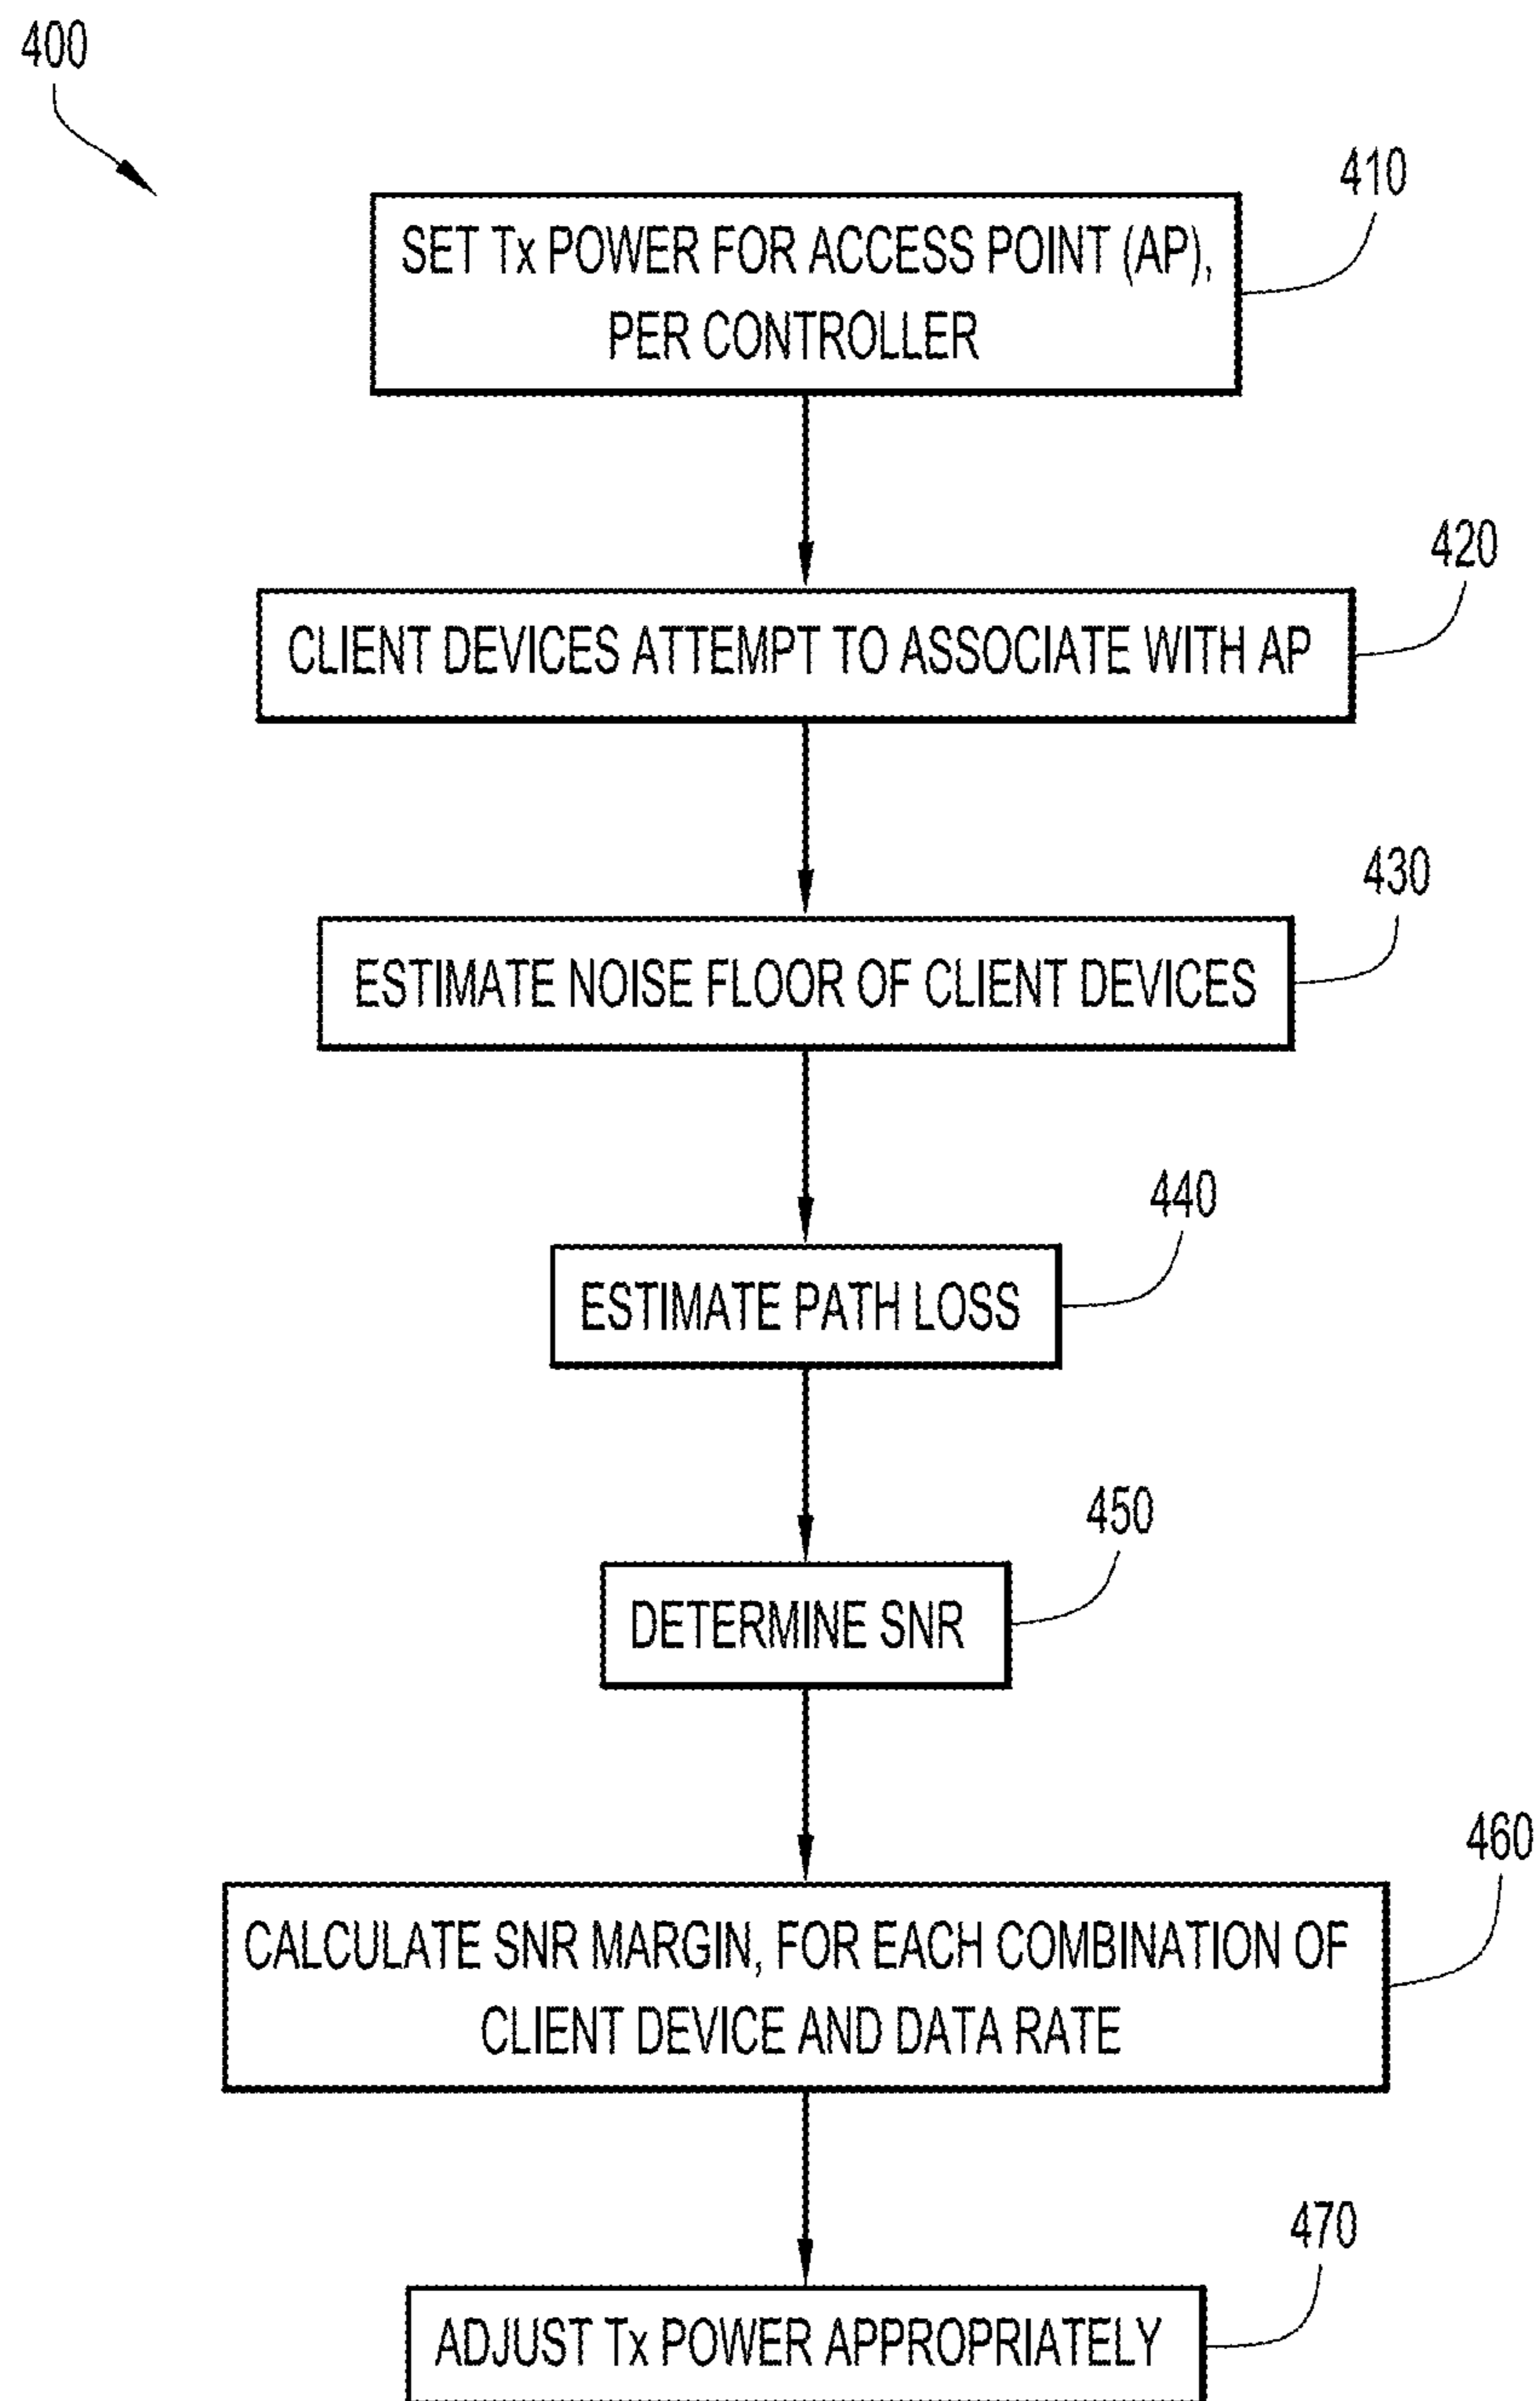 400
410
SET Tx POWER FOR ACCESS POINT (AP),
PER CONTROLLER
420
CLIENT DEVICES ATTEMPT TO ASSOCIATE WITH AP
430
ESTIMATE NOISE FLOOR OF CLIENT DEVICES
440
ESTIMATE PATH LOSS
450
DETERMINE SNR
460
CALCULATE SNR MARGIN, FOR EACH COMBINATION OF
CLIENT DEVICE AND DATA RATE
470
ADJUST Tx POWER APPROPRIATELY